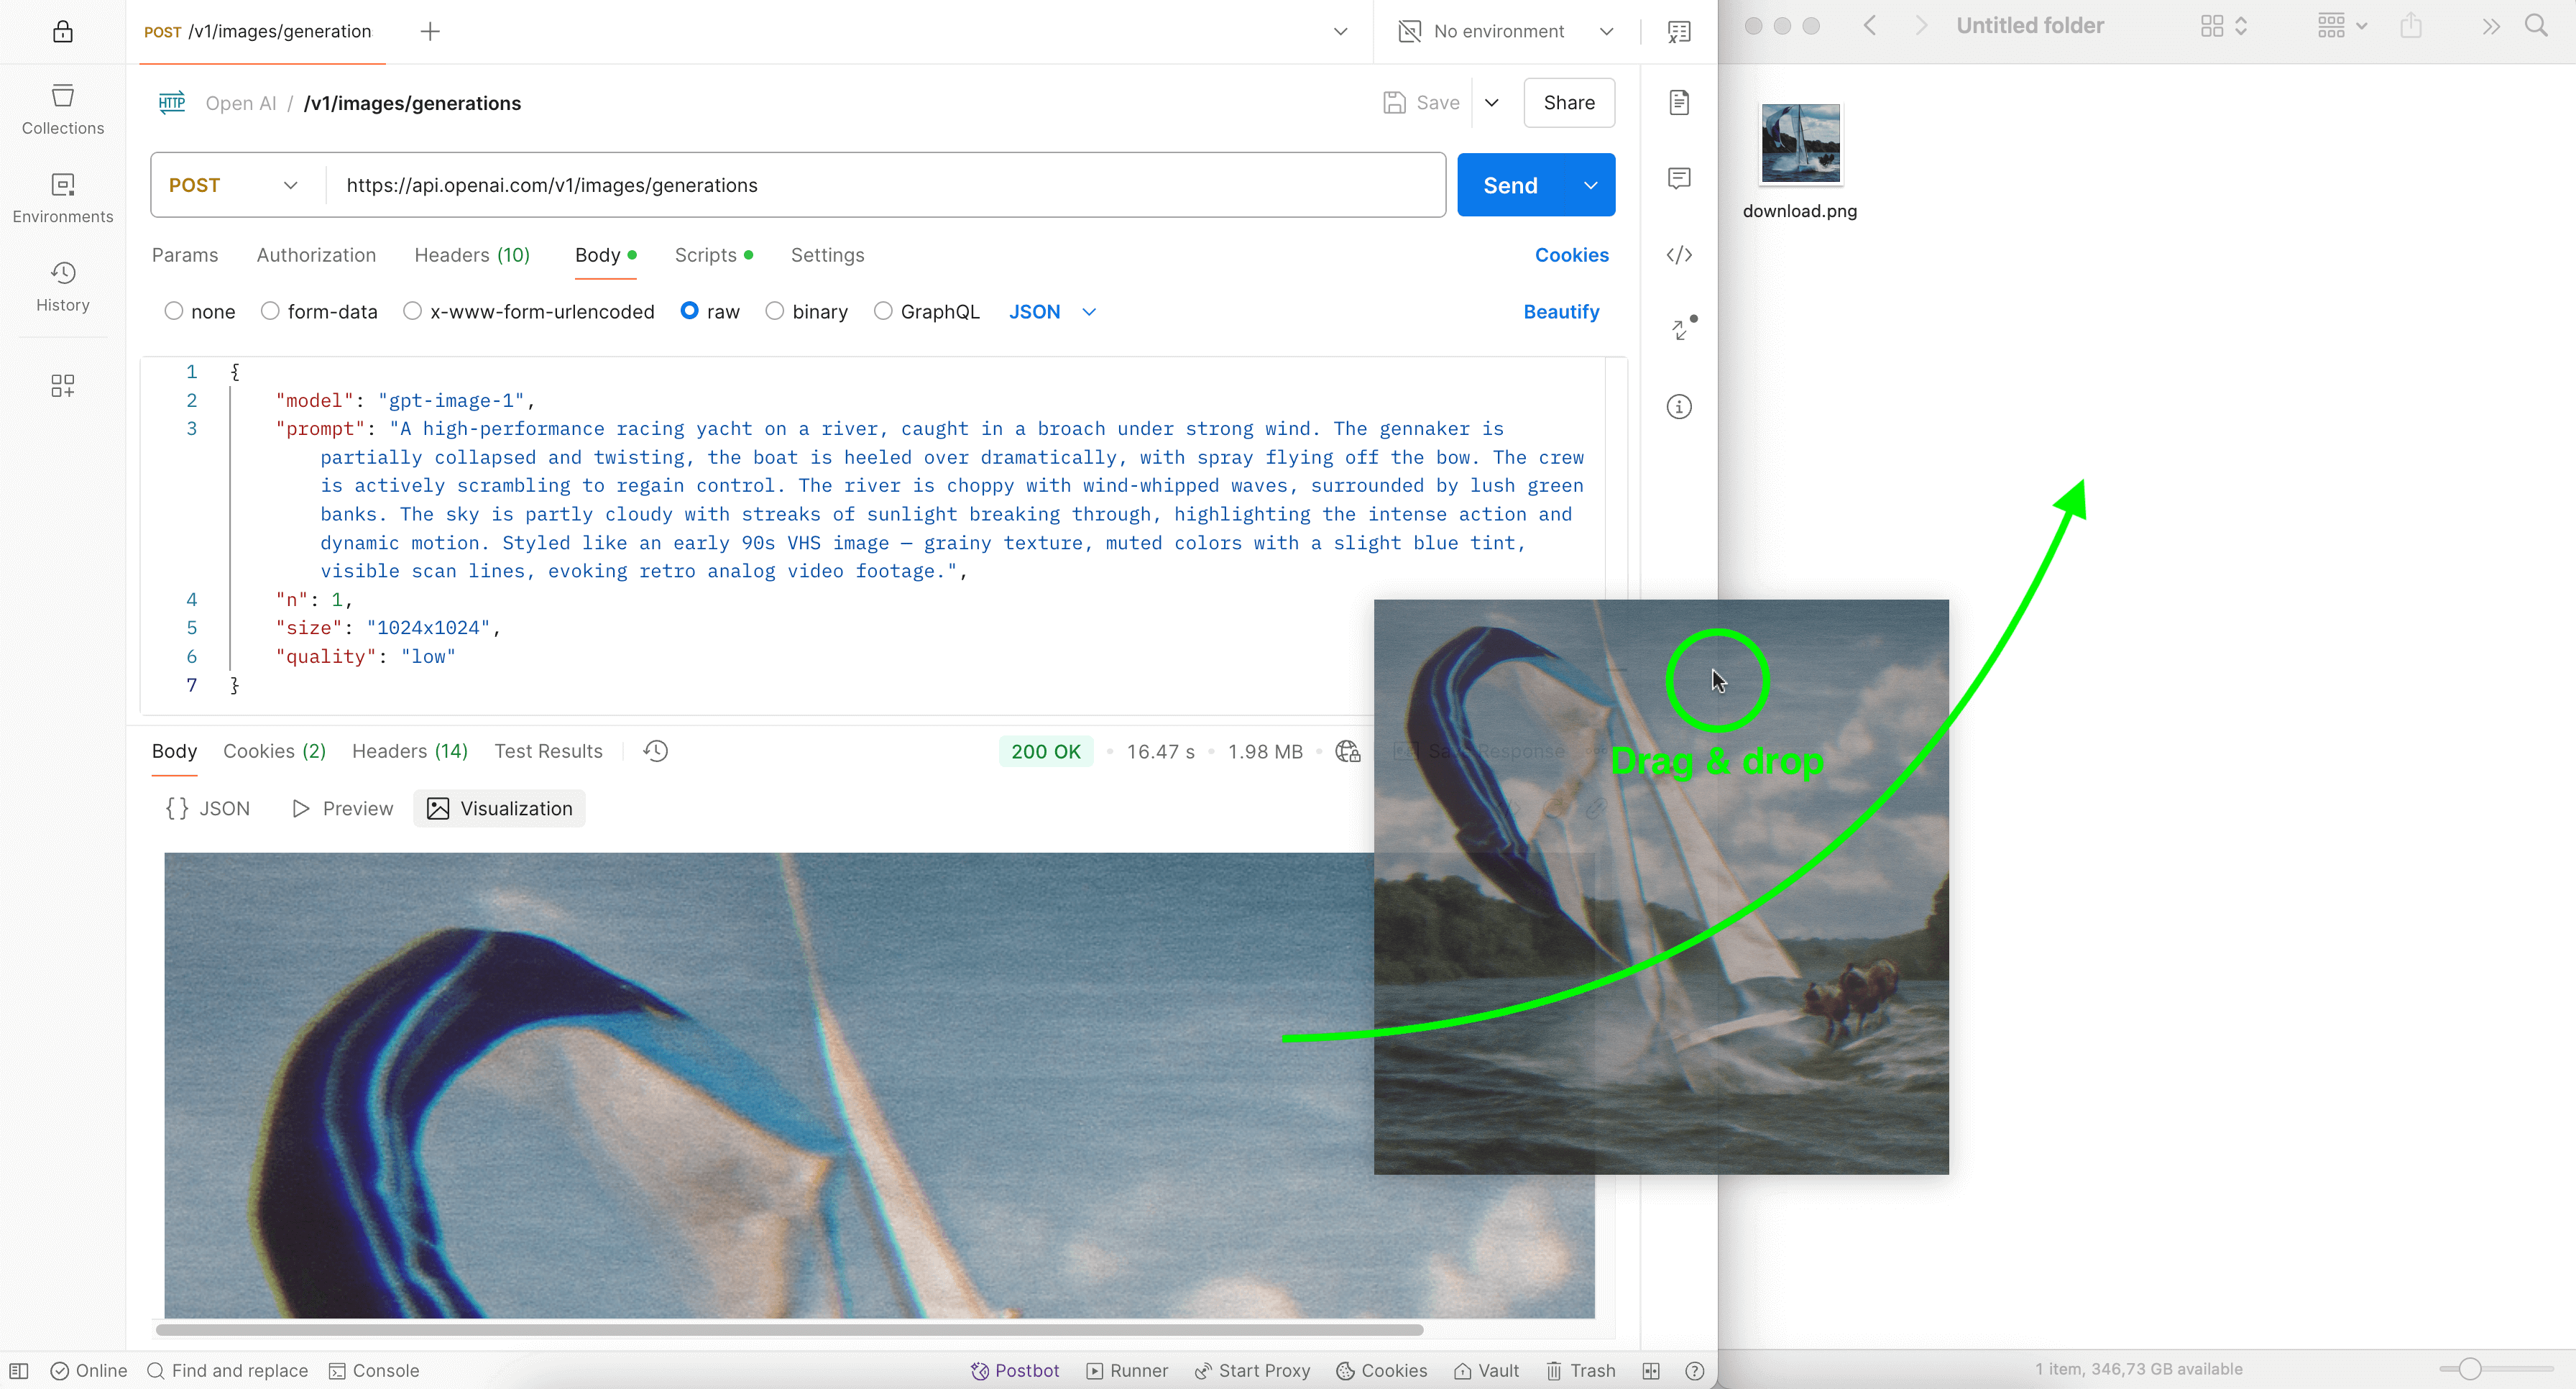 POST /v1/images/generation
No environment
Untitled folder
Collections
Environments
History
HTTP Open AI / /v1/images/generations
Save
Share
POST
https://api.openai.com/v1/images/generations
Send
download.png
Params Authorization Headers (10) Body Scripts Settings Cookies
none form-data x-www-form-urlencoded raw binary GraphQL JSON Beautify
1 {
2 "model": "gpt-image-1",
3 "prompt": "A high-performance racing yacht on a river, caught in a broach under strong wind. The gennaker is
partially collapsed and twisting, the boat is heeled over dramatically, with spray flying off the bow. The crew
is actively scrambling to regain control. The river is choppy with wind-whipped waves, surrounded by lush green
banks. The sky is partly cloudy with streaks of sunlight breaking through, highlighting the intense action and
dynamic motion. Styled like an early 90s VHS image — grainy texture, muted colors with a slight blue tint,
visible scan lines, evoking retro analog video footage.",
4 "n": 1,
5 "size": "1024x1024",
6 "quality": "low"
7 }
Body Cookies (2) Headers (14) Test Results
200 OK • 16.47 s • 1.98 MB •
Response
Drag & drop
{} JSON Preview Visualization
Online Find and replace Console Postbot Runner Start Proxy Cookies Vault Trash
1 item, 346,73 GB available